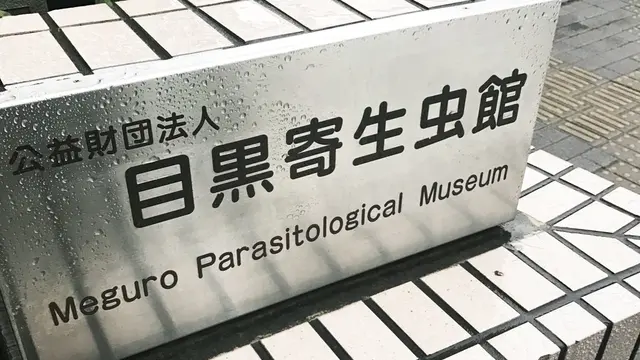 公益財団法人
目黒寄生虫館
Meguro Parasitological Museum